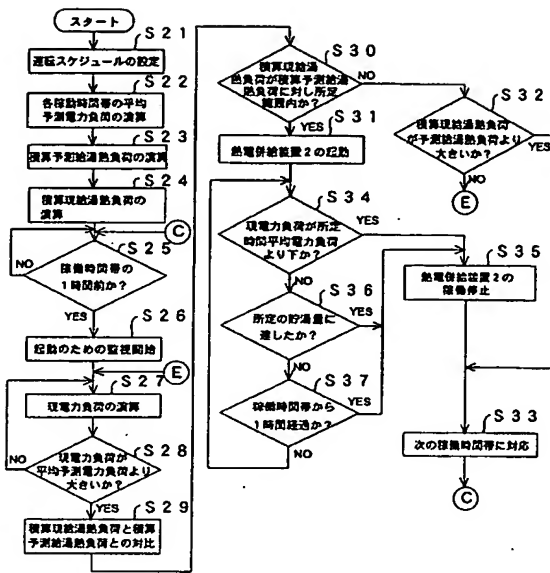 スタート
S21
運転スケジュールの設定
S22
各稼動時間帯の平均
予測電力負荷の演算
S23
積算予測給湯熱負荷の演算
S24
積算現給湯熱負荷の
演算
C
S25
稼働時間帯の
1時間前か?
NO
YES
S26
起動のための監視開始
E
S27
現電力負荷の演算
S28
現電力負荷が
平均予測電力負荷より
大きいか?
NO
YES
S29
積算現給湯熱負荷と積算
予測給湯熱負荷との対比
S30
積算現給湯
熱負荷が積算予測給湯
熱負荷に対し所定
範囲内か?
NO
YES
S31
熱電併給装置2の起動
S32
積算現給湯熱負荷
が予測給湯熱負荷より
大きいか?
YES
NO
E
S34
現電力負荷が所定
時間平均電力負荷
より下か?
YES
NO
S35
熱電併給装置2の
稼働停止
S36
所定の貯湯量に
達したか?
YES
NO
S37
稼働時間帯から
1時間経過か?
YES
NO
S33
次の稼働時間帯に対応
C